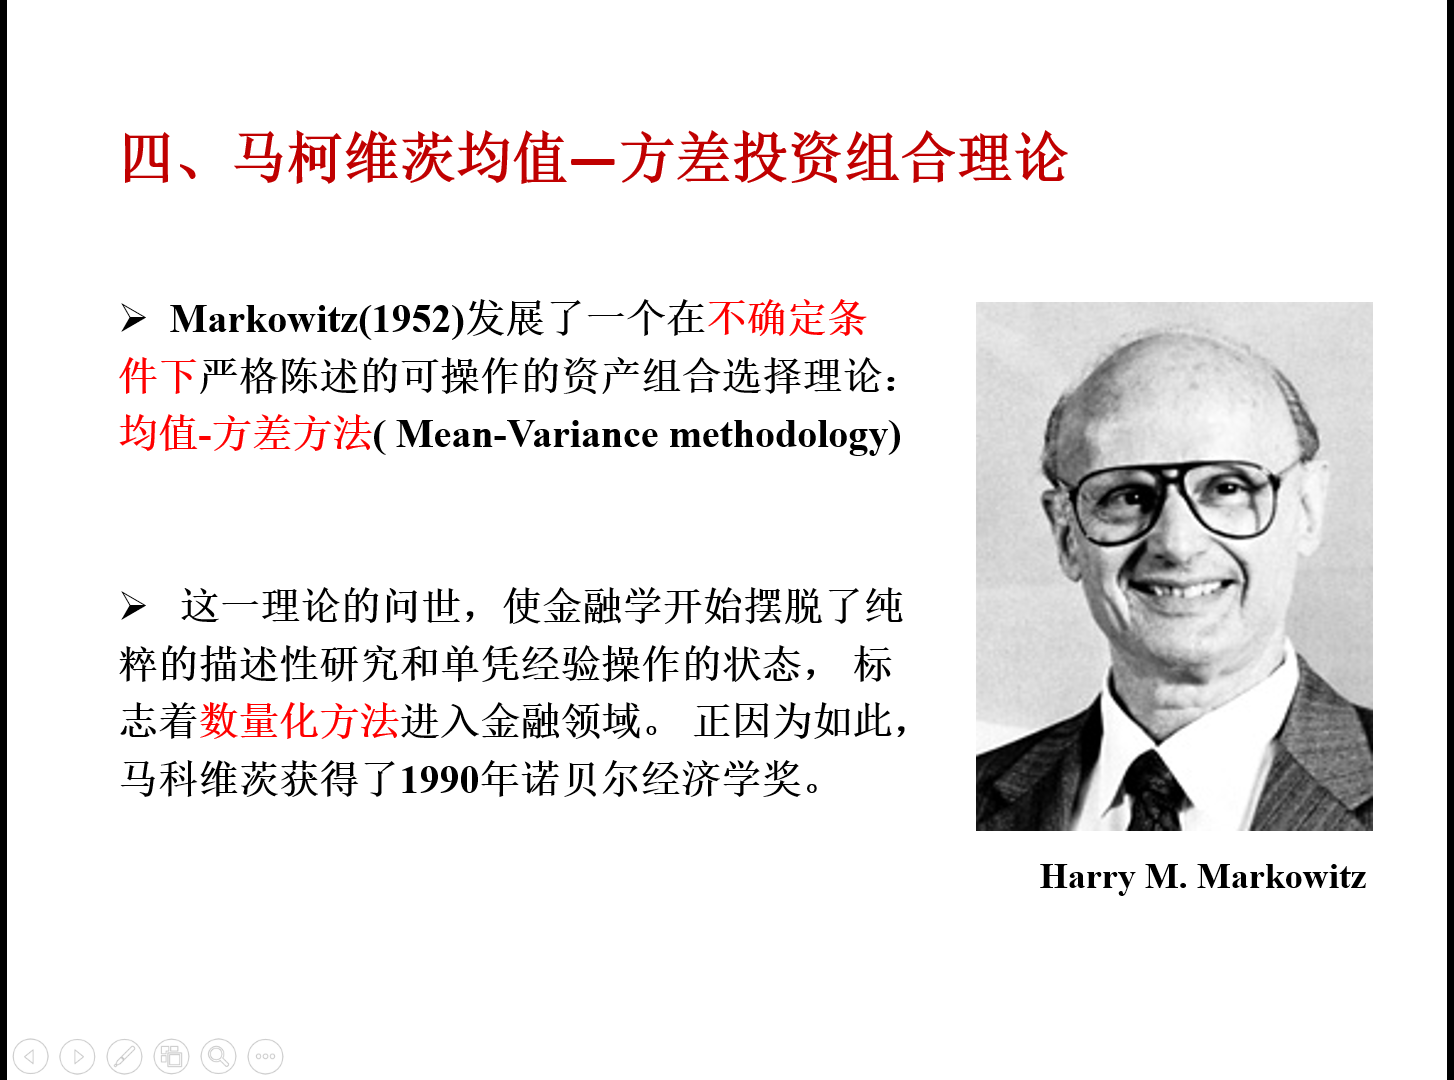 四、马柯维茨均值—方差投资组合理论
➢ Markowitz(1952)发展了一个在不确定条
件下严格陈述的可操作的资产组合选择理论：
均值-方差方法( Mean-Variance methodology)
➢ 这一理论的问世，使金融学开始摆脱了纯
粹的描述性研究和单凭经验操作的状态， 标
志着数量化方法进入金融领域。 正因为如此，
马科维茨获得了1990年诺贝尔经济学奖。
Harry M. Markowitz